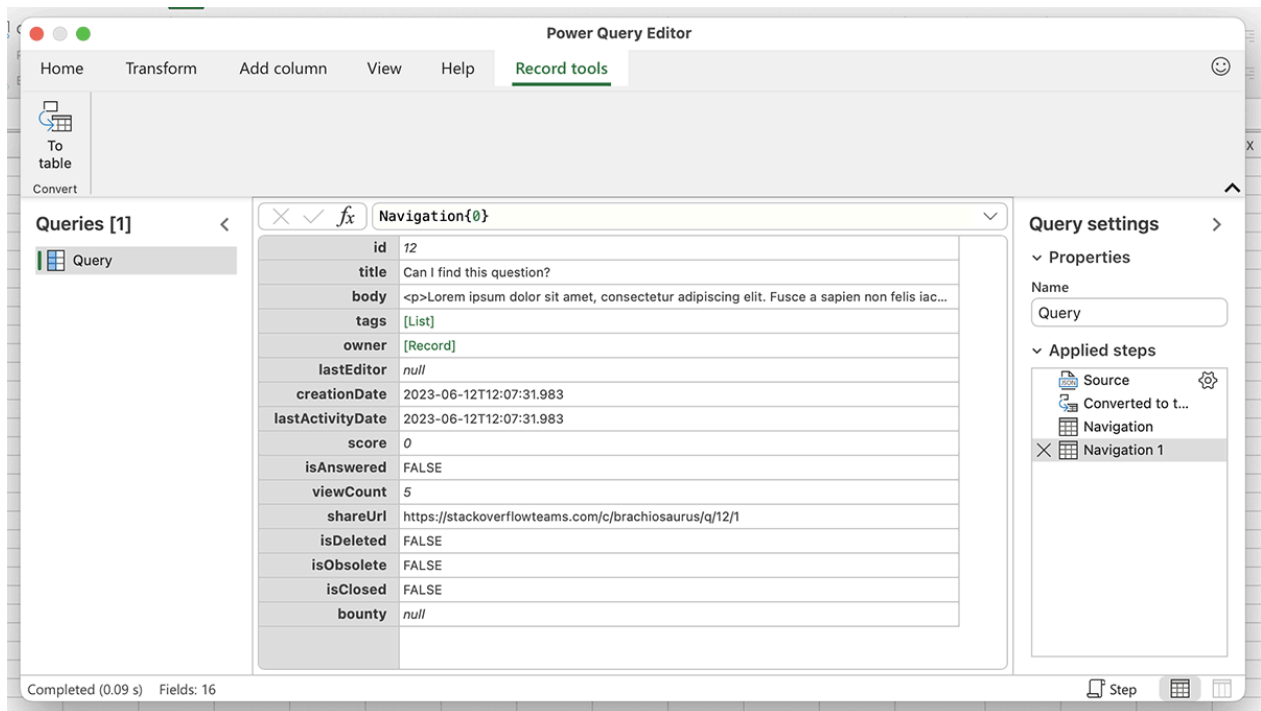 Power Query Editor
Home Transform Add column View Help Record tools
To
table
Convert
X
Queries [1]
Query
fx Navigation{0}
id 12
title Can I find this question?
body <p>Lorem ipsum dolor sit amet, consectetur adipiscing elit. Fusce a sapien non felis iac...
tags [List]
owner [Record]
lastEditor null
creationDate 2023-06-12T12:07:31.983
lastActivityDate 2023-06-12T12:07:31.983
score 0
isAnswered FALSE
viewCount 5
shareUrl https://stackoverflowteams.com/c/brachiosaurus/q/12/1
isDeleted FALSE
isObsolete FALSE
isClosed FALSE
bounty null
Query settings
Properties
Name
Query
Applied steps
JSON Source
Converted to t...
Navigation
Navigation 1
Completed (0.09 s) Fields: 16
Step